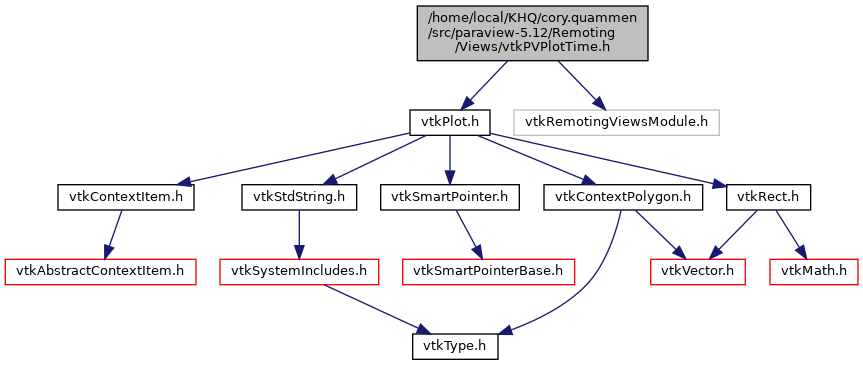 /home/local/KHQ/cory.quammen
/src/paraview-5.12/Remoting
/Views/vtkPVPlotTime.h
vtkPlot.h
vtkRemotingViewsModule.h
vtkContextItem.h
vtkStdString.h
vtkSmartPointer.h
vtkContextPolygon.h
vtkRect.h
vtkAbstractContextItem.h
vtkSystemIncludes.h
vtkSmartPointerBase.h
vtkVector.h
vtkMath.h
vtkType.h